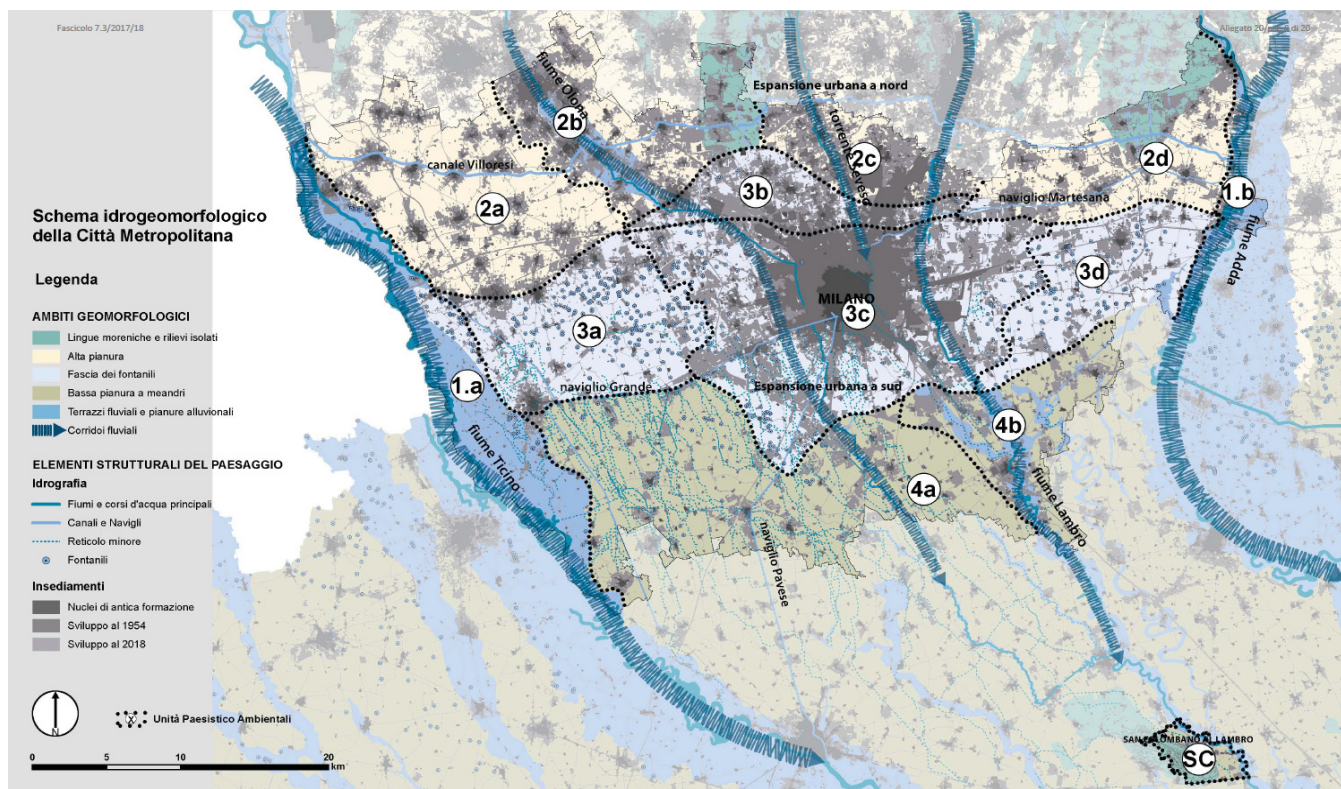 Fascicolo 7.3/2017/18
Schema idrogeomorfologico
della Città Metropolitana
Legenda
AMBITI GEOMORFOLOGICI
Lingue moreniche e rilievi isolati
Alta pianura
Fascia dei fontanili
Bassa pianura a meandri
Terrazzi fluviali e pianure alluvionali
Corridoi fluviali
ELEMENTI STRUTTURALI DEL PAESAGGIO
Idrografia
Fiumi e corsi d'acqua principali
Canali e Navigli
Reticolo minore
Fontanili
Insediamenti
Nuclei di antica formazione
Sviluppo al 1954
Sviluppo al 2018
N
X
Unità Paesistico Ambientali
0 5 10 20
km
fiume Olona
Espansione urbana a nord
2b
torrente Seveso
2c
2d
canale Villoresi
3b
naviglio Martesana
1.b
2a
fiume Adda
3d
MILANO
3c
3a
1.a
naviglio Grande
Espansione urbana a sud
4b
fiume Ticino
4a
fiume Lambro
naviglio Pavese
SAN COLOMBANO AL LAMBRO
SC